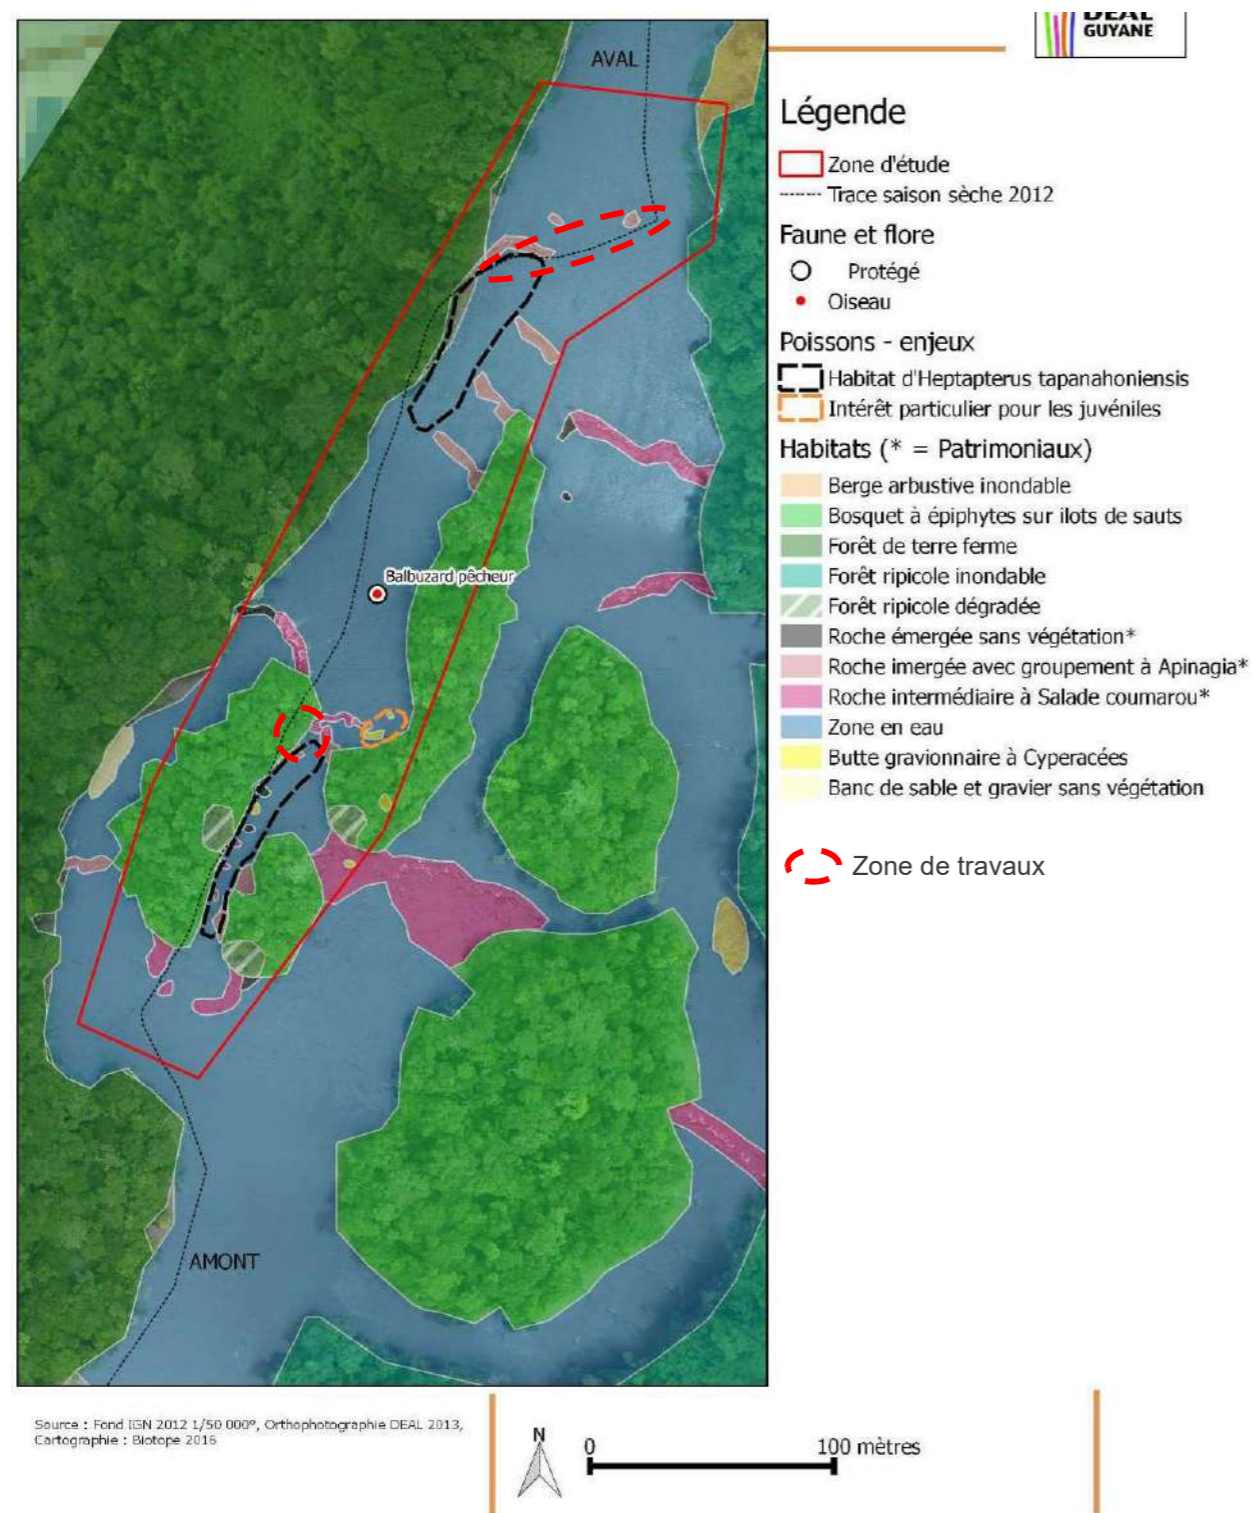 DEAL
GUYANE
AVAL
Légende
Zone d'étude
Trace saison sèche 2012
Faune et flore
Protégé
Oiseau
Poissons - enjeux
Habitat d'Heptapterus tapanahoniensis
Intérêt particulier pour les juvéniles
Habitats (* = Patrimoniaux)
Berge arbustive inondable
Bosquet à épiphytes sur ilots de sauts
Forêt de terre ferme
Forêt ripicole inondable
Forêt ripicole dégradée
Roche émergée sans végétation*
Roche imergée avec groupement à Apinagia*
Roche intermédiaire à Salade coumarou*
Zone en eau
Butte gravionnaire à Cyperacées
Banc de sable et gravier sans végétation
Zone de travaux
Balbuzard pêcheur
AMONT
Source : Fond IGN 2012 1/50 000°, Orthophotographie DEAL 2013,
Cartographie : Biotope 2016
N
0 100 mètres